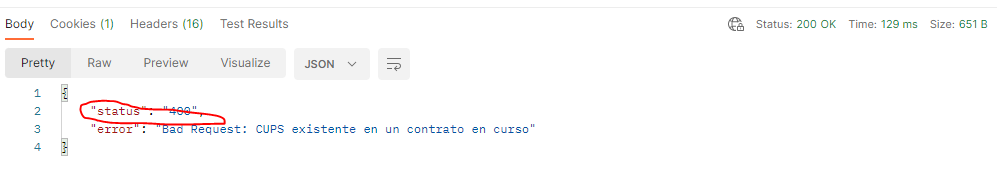 Body Cookies (1) Headers (16) Test Results Status: 200 OK Time: 129 ms Size: 651 B
Pretty Raw Preview Visualize JSON
1 {
2 "status": "400",
3 "error": "Bad Request: CUPS existente en un contrato en curso"
4 }